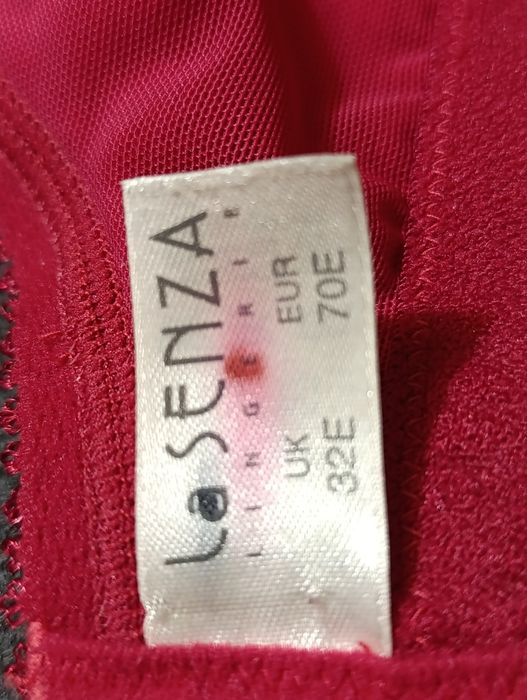 La SENZA
LINGERIE
UK EUR
32E 70E